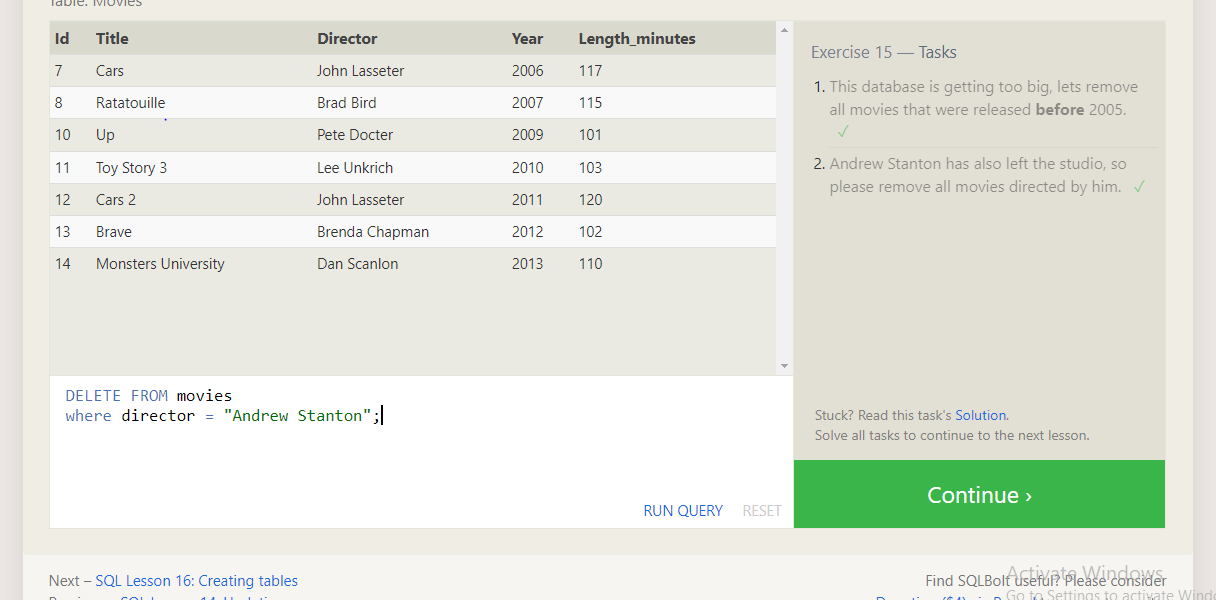 Table: Movies
Id Title Director Year Length_minutes
7 Cars John Lasseter 2006 117
8 Ratatouille Brad Bird 2007 115
10 Up Pete Docter 2009 101
11 Toy Story 3 Lee Unkrich 2010 103
12 Cars 2 John Lasseter 2011 120
13 Brave Brenda Chapman 2012 102
14 Monsters University Dan Scanlon 2013 110
DELETE FROM movies
where director = "Andrew Stanton";
RUN QUERY RESET
Exercise 15 — Tasks
1. This database is getting too big, lets remove
all movies that were released before 2005.
✓
2. Andrew Stanton has also left the studio, so
please remove all movies directed by him. ✓
Stuck? Read this task's Solution.
Solve all tasks to continue to the next lesson.
Continue ›
Next – SQL Lesson 16: Creating tables
Find SQLBolt useful? Please consider
Activate Windows
Go to Settings to activate